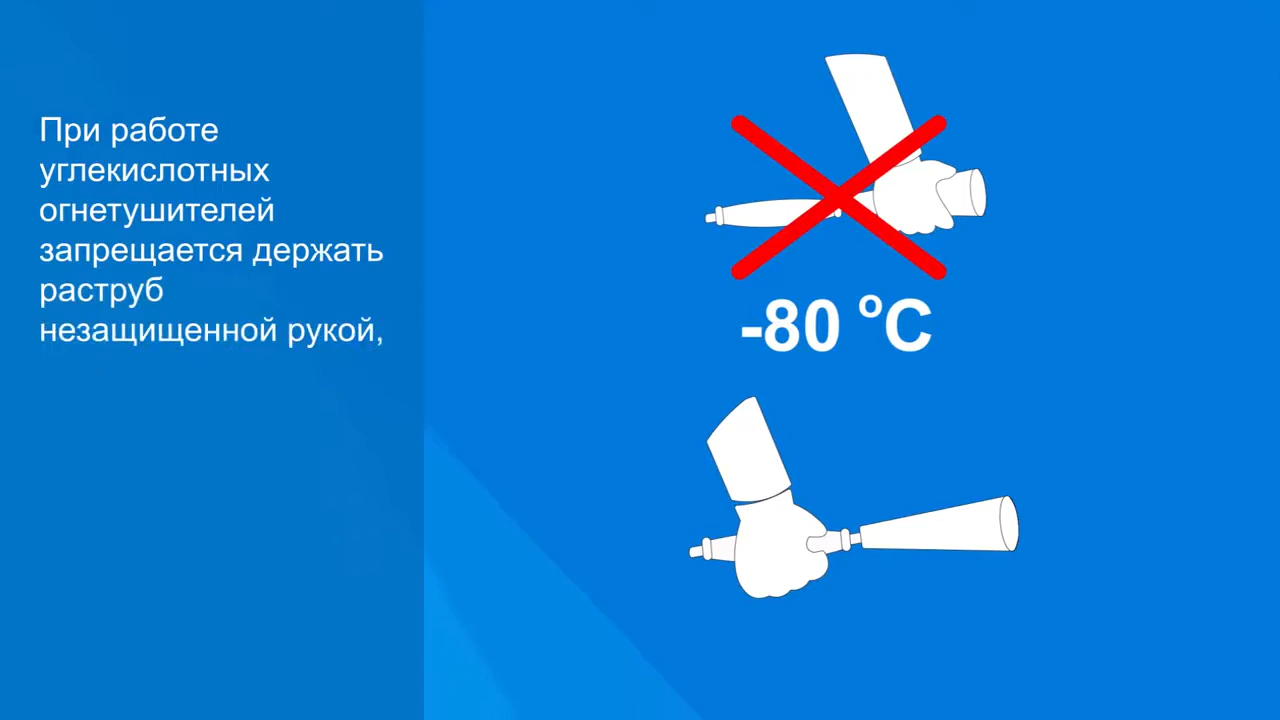 При работе
углекислотных
огнетушителей
запрещается держать
раструб
незащищенной рукой,
-80 °C